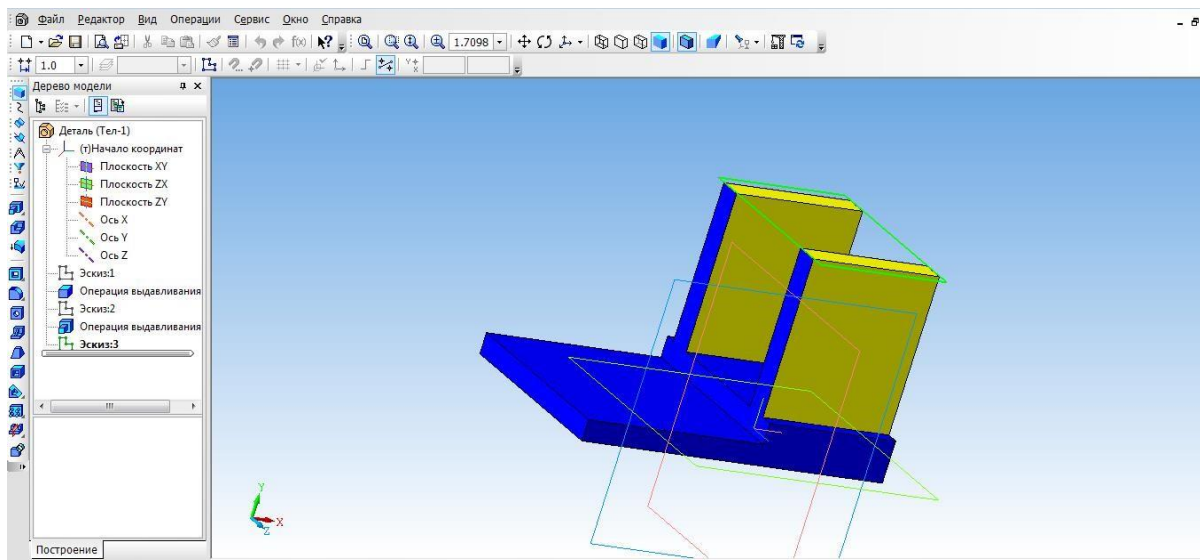 Файл Редактор Вид Операции Сервис Окно Справка
1.7098
1.0
Дерево модели
Деталь (Тел-1)
(т)Начало координат
Плоскость XY
Плоскость ZX
Плоскость ZY
Ось X
Ось Y
Ось Z
Эскиз:1
Операция выдавливания
Эскиз:2
Операция выдавливания
Эскиз:3
Y
X
Z
Построение